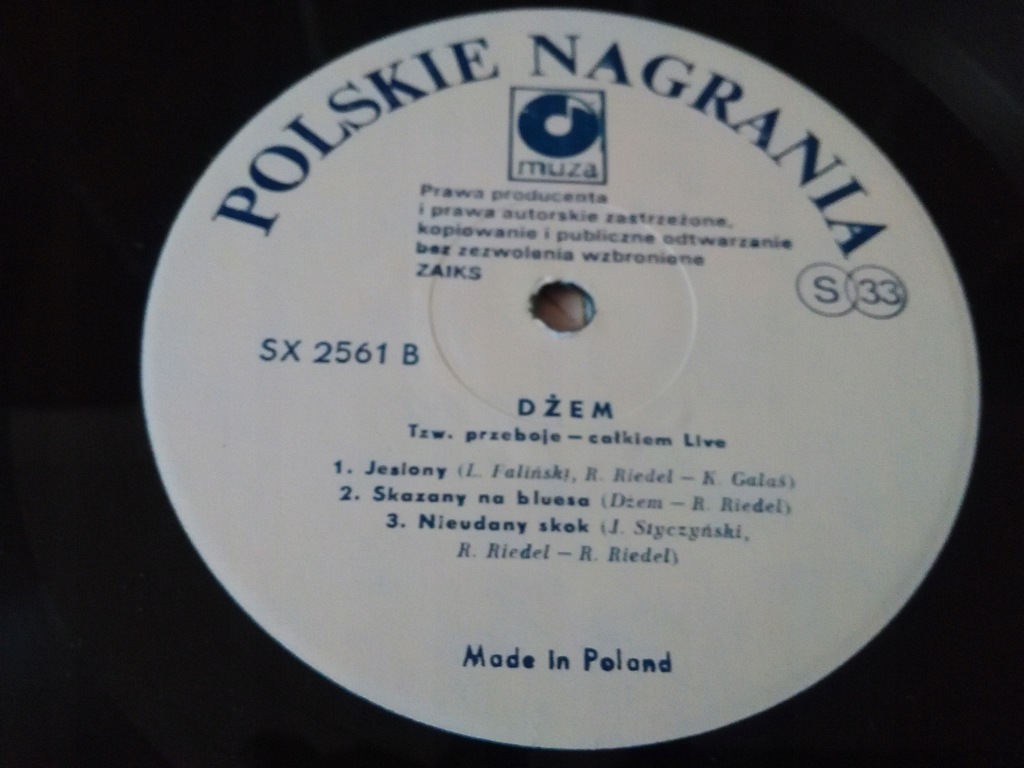 POLSKIE NAGRANIA
muza
Prawa producenta
i prawa autorskie zastrzeżone,
kopiowanie i publiczne odtwarzanie
bez zezwolenia wzbronione
ZAIKS
S 33
SX 2561 B
DŻEM
Tzw. przeboje – całkiem Live
1. Jesiony (L. Faliński, R. Riedel – K. Galaś)
2. Skazany na bluesa (Dżem – R. Riedel)
3. Nieudany skok (J. Styczyński,
R. Riedel – R. Riedel)
Made in Poland